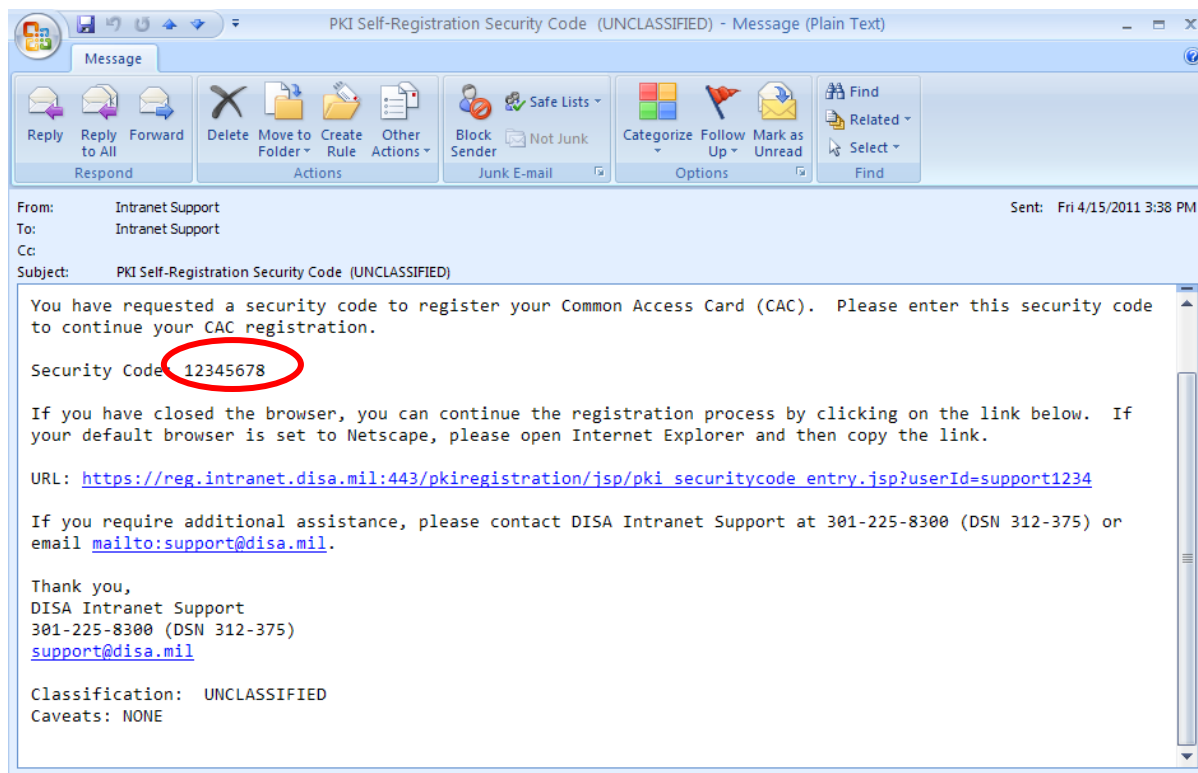 PKI Self-Registration Security Code (UNCLASSIFIED) - Message (Plain Text)
Message
Reply
Reply to All
Forward
Respond
Delete
Move to Folder
Create Rule
Other Actions
Actions
Block Sender
Safe Lists
Not Junk
Junk E-mail
Categorize
Follow Up
Mark as Unread
Options
Find
Related
Select
Find
From: Intranet Support
Sent: Fri 4/15/2011 3:38 PM
To: Intranet Support
Cc:
Subject: PKI Self-Registration Security Code (UNCLASSIFIED)
You have requested a security code to register your Common Access Card (CAC). Please enter this security code
to continue your CAC registration.
Security Code: 12345678
If you have closed the browser, you can continue the registration process by clicking on the link below. If
your default browser is set to Netscape, please open Internet Explorer and then copy the link.
URL: https://reg.intranet.disa.mil:443/pkiregistration/jsp/pki_securitycode_entry.jsp?userId=support1234
If you require additional assistance, please contact DISA Intranet Support at 301-225-8300 (DSN 312-375) or
email mailto:support@disa.mil.
Thank you,
DISA Intranet Support
301-225-8300 (DSN 312-375)
support@disa.mil
Classification: UNCLASSIFIED
Caveats: NONE